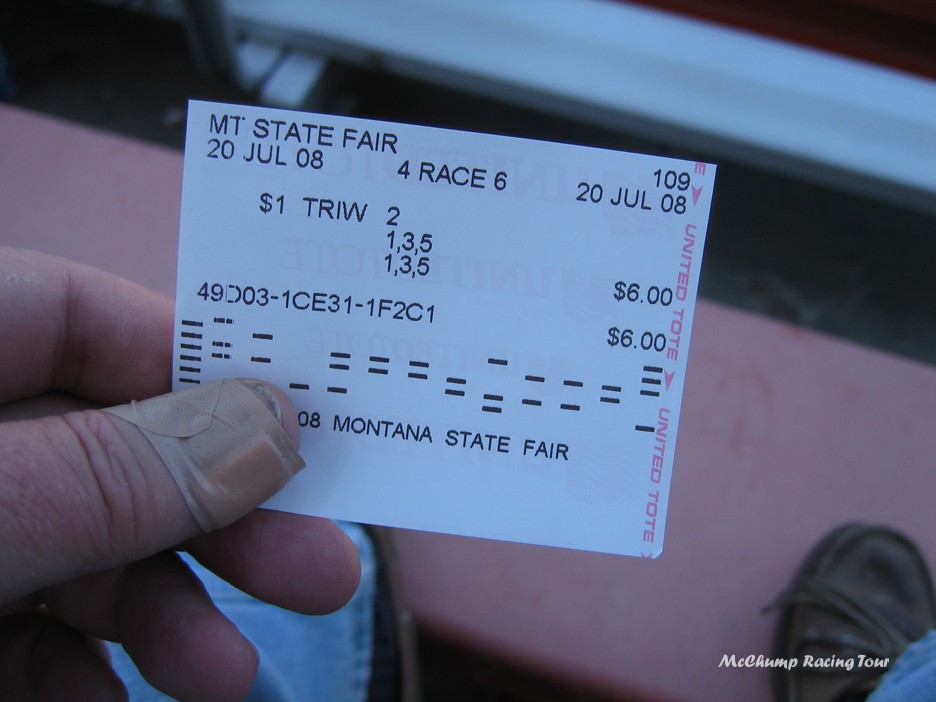 MT STATE FAIR
20 JUL 08
4 RACE 6
109
20 JUL 08
$1 TRIW 2
1,3,5
1,3,5
$6.00
49D03-1CE31-1F2C1
$6.00
08 MONTANA STATE FAIR
UNITED TOTE
UNITED TOTE
McChump Racing Tour